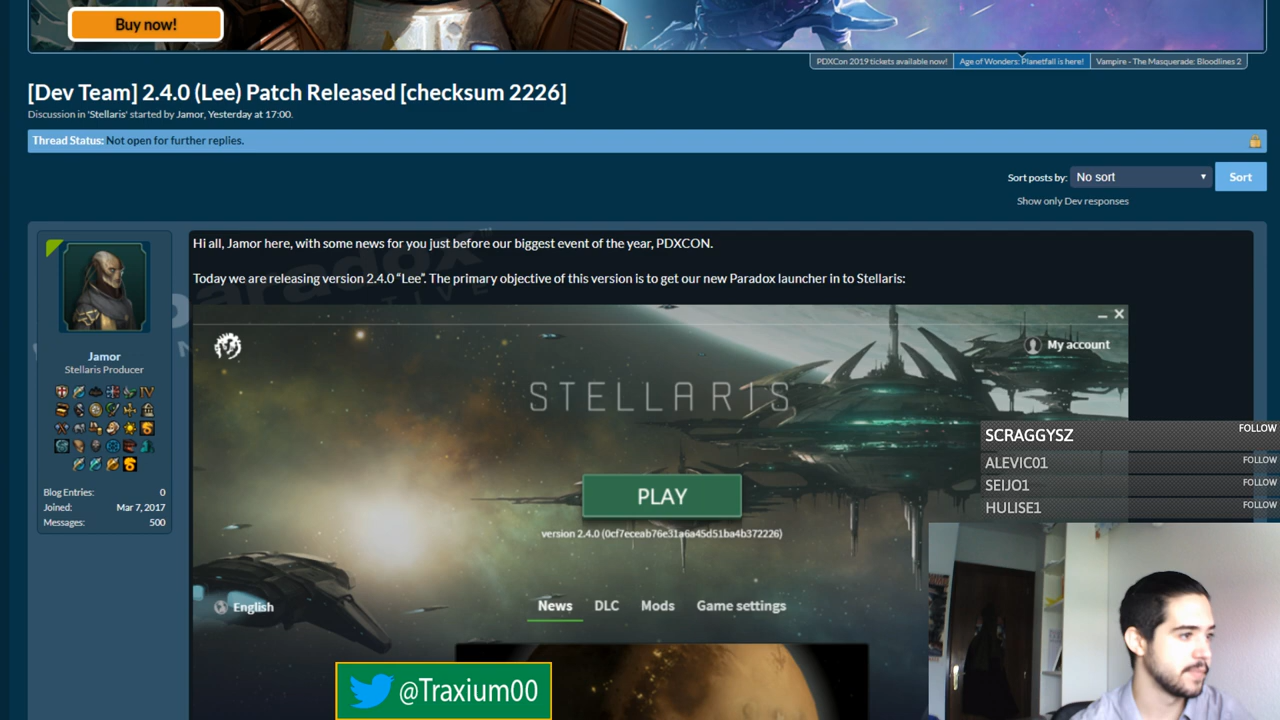 Buy now!
PDXCon 2019 tickets available now!
Age of Wonders: Planetfall is here!
Vampire - The Masquerade: Bloodlines 2
[Dev Team] 2.4.0 (Lee) Patch Released [checksum 2226]
Discussion in 'Stellaris' started by Jamor, Yesterday at 17:00.
Thread Status: Not open for further replies.
Sort posts by: No sort
Sort
Show only Dev responses
Jamor
Stellaris Producer
Blog Entries: 0
Joined: Mar 7, 2017
Messages: 500
Hi all, Jamor here, with some news for you just before our biggest event of the year, PDXCON.
Today we are releasing version 2.4.0 “Lee”. The primary objective of this version is to get our new Paradox launcher in to Stellaris:
My account
STELLARIS
PLAY
version 2.4.0 (0cf7eceab76e31a6a45d51ba4b372226)
English
News
DLC
Mods
Game settings
SCRAGGYSZ FOLLOW
ALEVIC01 FOLLOW
SEIJO1 FOLLOW
HULISE1 FOLLOW
@Traxium00